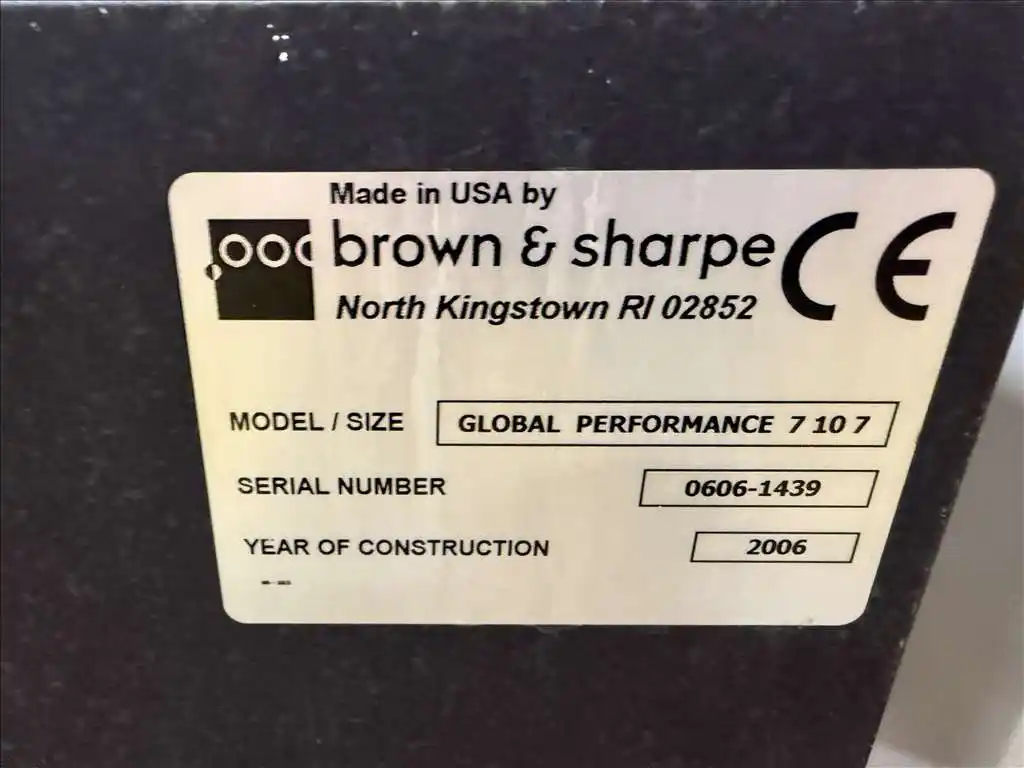 Made in USA by
brown & sharpe CE
North Kingstown RI 02852
MODEL / SIZE GLOBAL PERFORMANCE 7 10 7
SERIAL NUMBER 0606-1439
YEAR OF CONSTRUCTION 2006